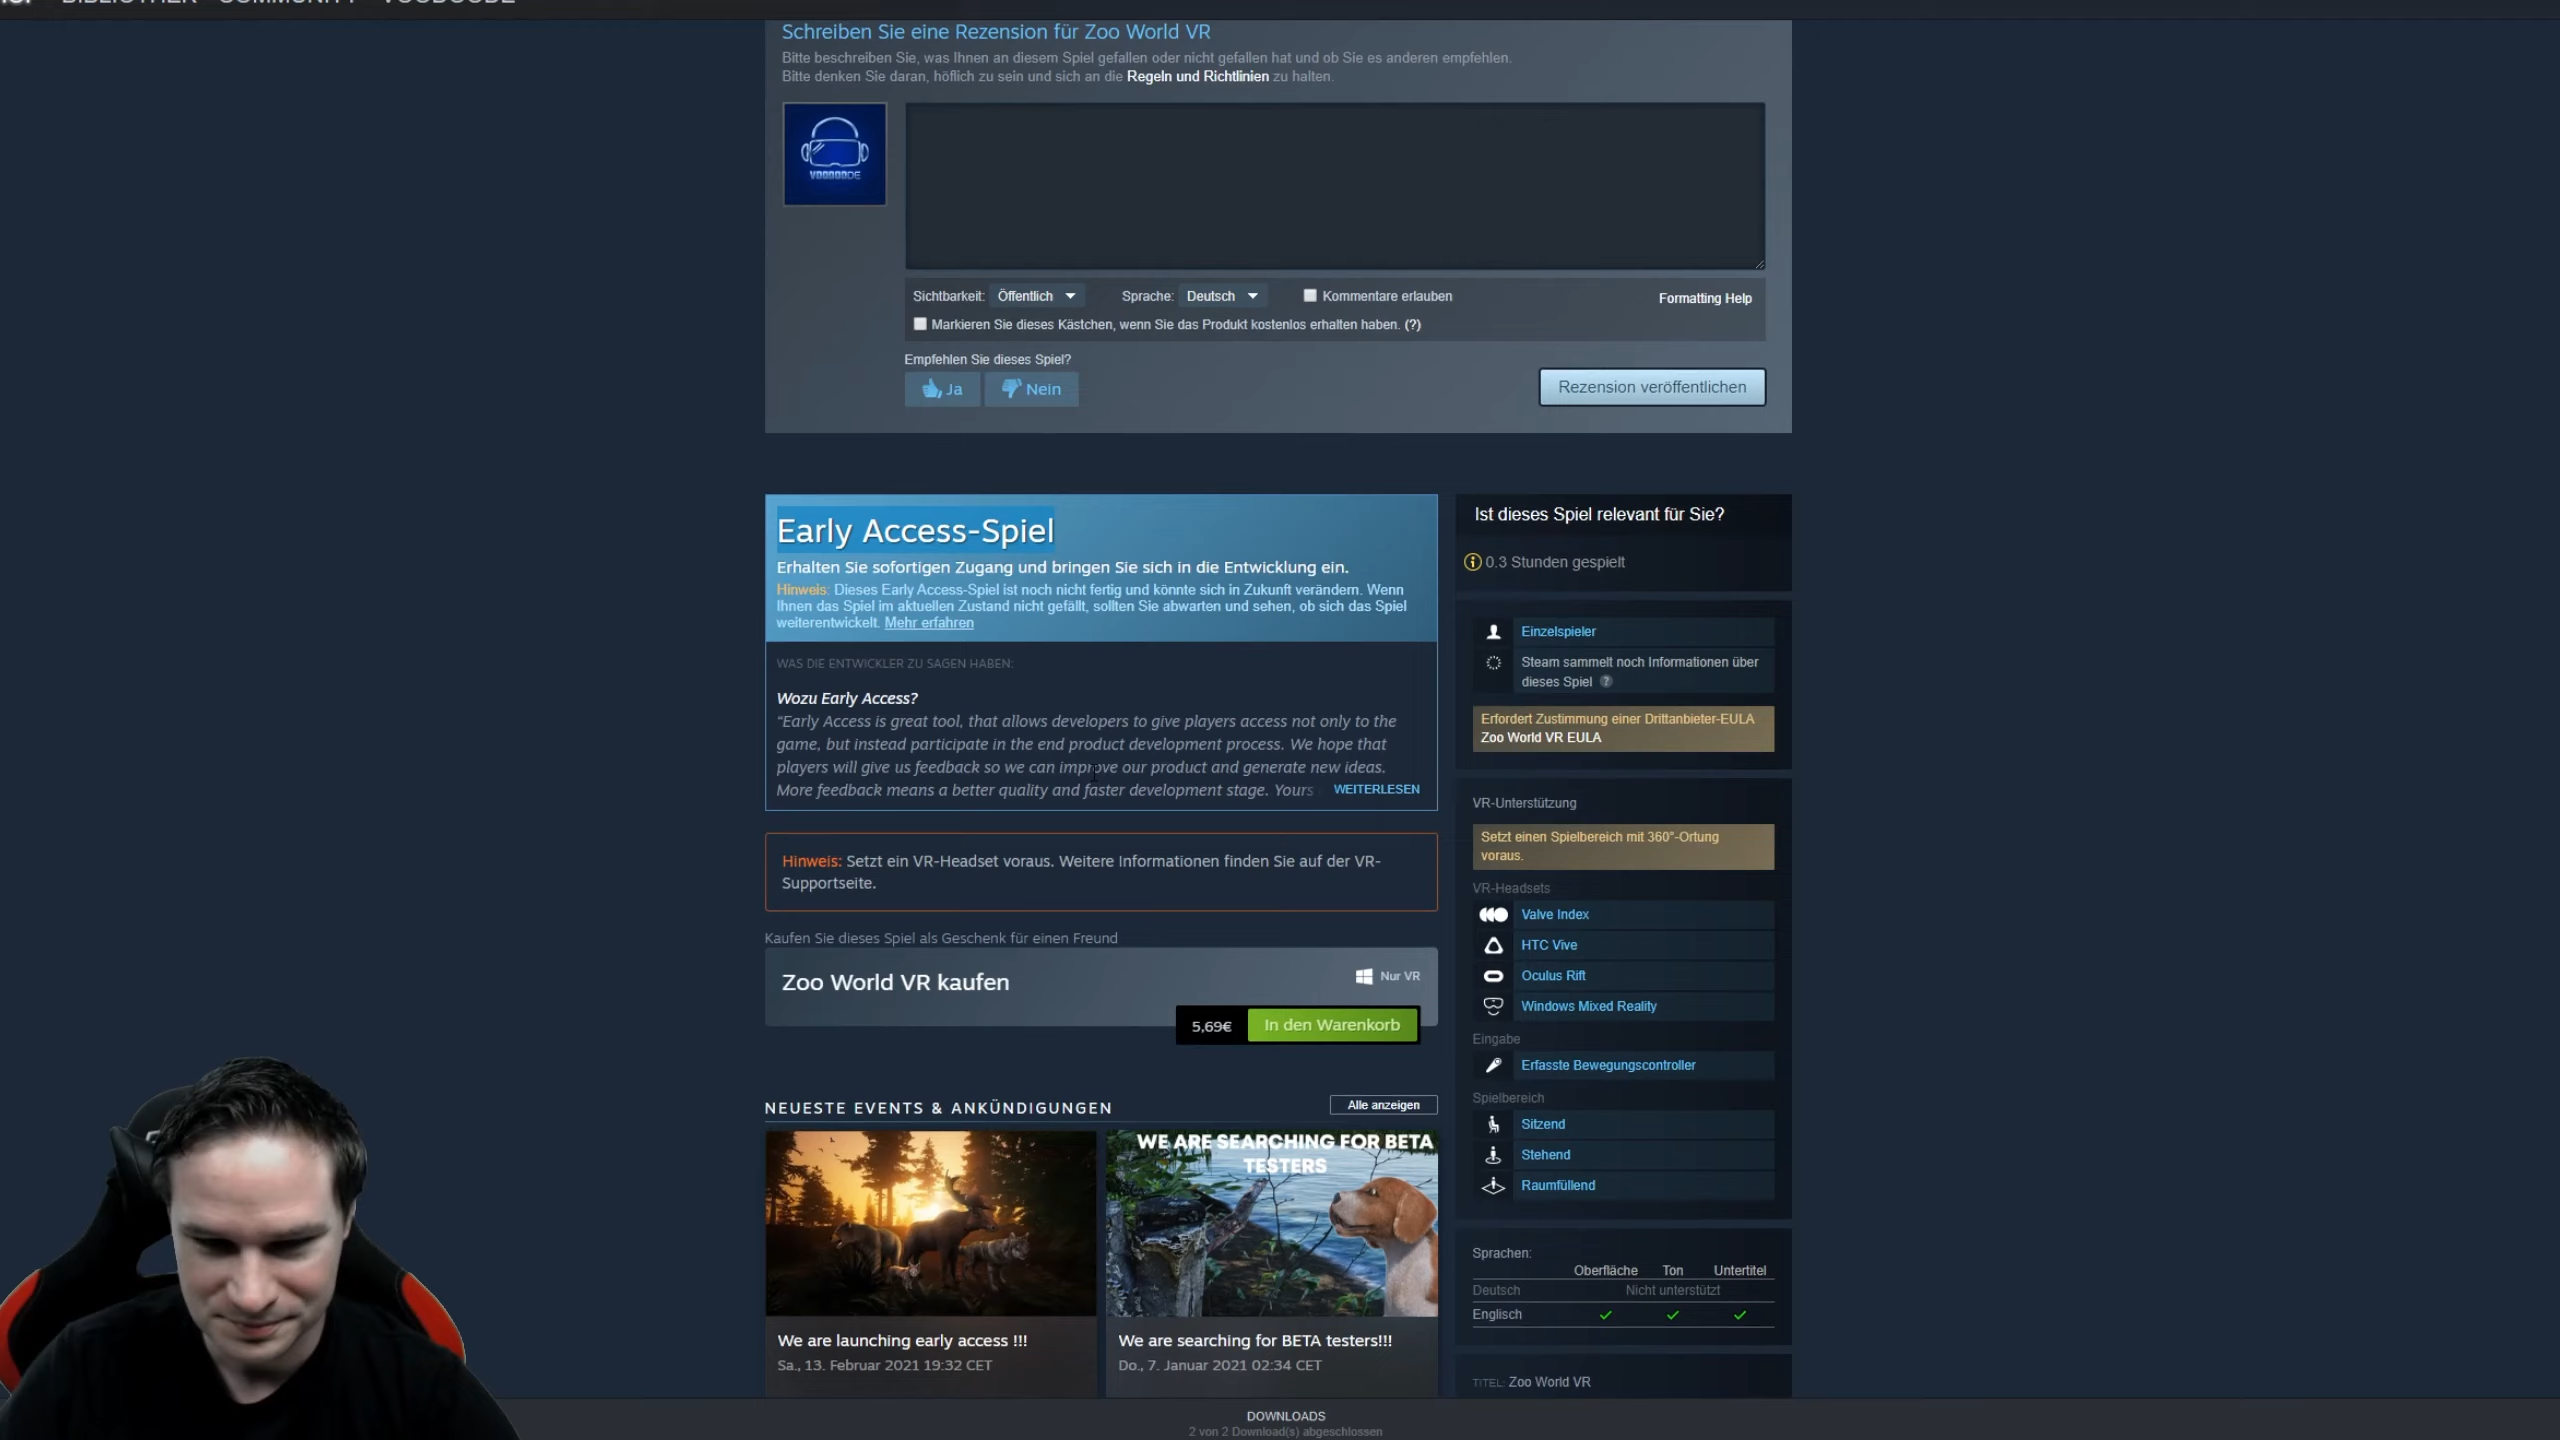 BIBLIOTHEK COMMUNITY VOODOODE
Schreiben Sie eine Rezension für Zoo World VR
Bitte beschreiben Sie, was Ihnen an diesem Spiel gefallen oder nicht gefallen hat und ob Sie es anderen empfehlen.
Bitte denken Sie daran, höflich zu sein und sich an die Regeln und Richtlinien zu halten.
VOODOODE
Sichtbarkeit: Öffentlich Sprache: Deutsch Kommentare erlauben Formatting Help
Markieren Sie dieses Kästchen, wenn Sie das Produkt kostenlos erhalten haben. (?)
Empfehlen Sie dieses Spiel?
Ja Nein Rezension veröffentlichen
Early Access-Spiel
Erhalten Sie sofortigen Zugang und bringen Sie sich in die Entwicklung ein.
Hinweis: Dieses Early Access-Spiel ist noch nicht fertig und könnte sich in Zukunft verändern. Wenn
Ihnen das Spiel im aktuellen Zustand nicht gefällt, sollten Sie abwarten und sehen, ob sich das Spiel
weiterentwickelt. Mehr erfahren
WAS DIE ENTWICKLER ZU SAGEN HABEN:
Wozu Early Access?
“Early Access is great tool, that allows developers to give players access not only to the
game, but instead participate in the end product development process. We hope that
players will give us feedback so we can improve our product and generate new ideas.
More feedback means a better quality and faster development stage. Yours WEITERLESEN
Hinweis: Setzt ein VR-Headset voraus. Weitere Informationen finden Sie auf der VR-
Supportseite.
Kaufen Sie dieses Spiel als Geschenk für einen Freund
Zoo World VR kaufen
Nur VR
5,69€ In den Warenkorb
NEUESTE EVENTS & ANKÜNDIGUNGEN Alle anzeigen
WE ARE SEARCHING FOR BETA
TESTERS
We are launching early access !!!
Sa., 13. Februar 2021 19:32 CET
We are searching for BETA testers!!!
Do., 7. Januar 2021 02:34 CET
Ist dieses Spiel relevant für Sie?
0.3 Stunden gespielt
Einzelspieler
Steam sammelt noch Informationen über
dieses Spiel ?
Erfordert Zustimmung einer Drittanbieter-EULA
Zoo World VR EULA
VR-Unterstützung
Setzt einen Spielbereich mit 360°-Ortung
voraus.
VR-Headsets
Valve Index
HTC Vive
Oculus Rift
Windows Mixed Reality
Eingabe
Erfasste Bewegungscontroller
Spielbereich
Sitzend
Stehend
Raumfüllend
Sprachen:
Oberfläche Ton Untertitel
Deutsch Nicht unterstützt
Englisch
TITEL: Zoo World VR
DOWNLOADS
2 von 2 Download(s) abgeschlossen